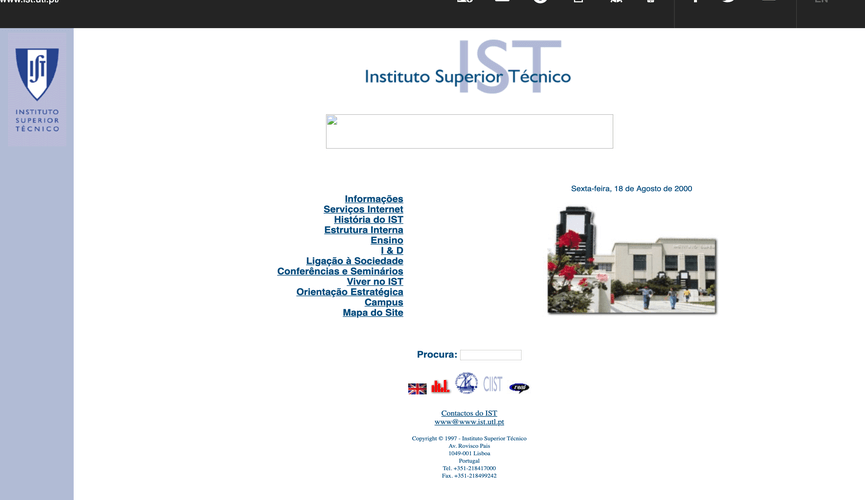 www.ist.utl.pt/
EN
IST
INSTITUTO
SUPERIOR
TÉCNICO
IST
Instituto Superior Técnico
Sexta-feira, 18 de Agosto de 2000
Informações
Serviços Internet
História do IST
Estrutura Interna
Ensino
I & D
Ligação à Sociedade
Conferências e Seminários
Viver no IST
Orientação Estratégica
Campus
Mapa do Site
Procura:
CIIST
Contactos do IST
www@www.ist.utl.pt
Copyright © 1997 - Instituto Superior Técnico
Av. Rovisco Pais
1049-001 Lisboa
Portugal
Tel. +351-218417000
Fax. +351-218499242